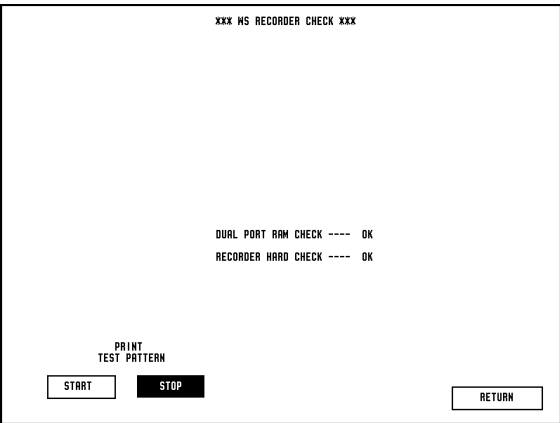 *** WS RECORDER CHECK ***
DUAL PORT RAM CHECK ---- OK
RECORDER HARD CHECK ---- OK
PRINT
TEST PATTERN
START STOP
RETURN